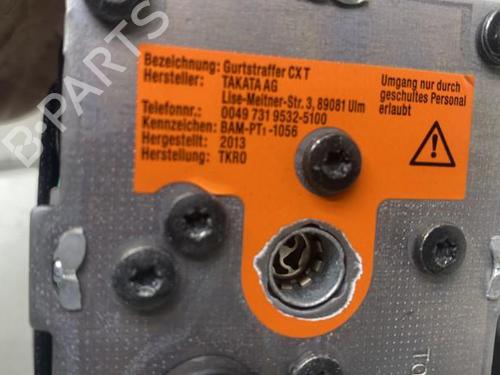 Bezeichnung: Gurtstraffer CX T
Hersteller: TAKATA AG
Lise-Meitner-Str. 3, 89081 Ulm
Telefonnr.: 0049 731 9532-5100
Kennzeichen: BAM-PT₁-1056
Hergestellt: 2013
Herstellung: TKRO
Umgang nur durch
geschultes Personal
erlaubt
B-PARTS